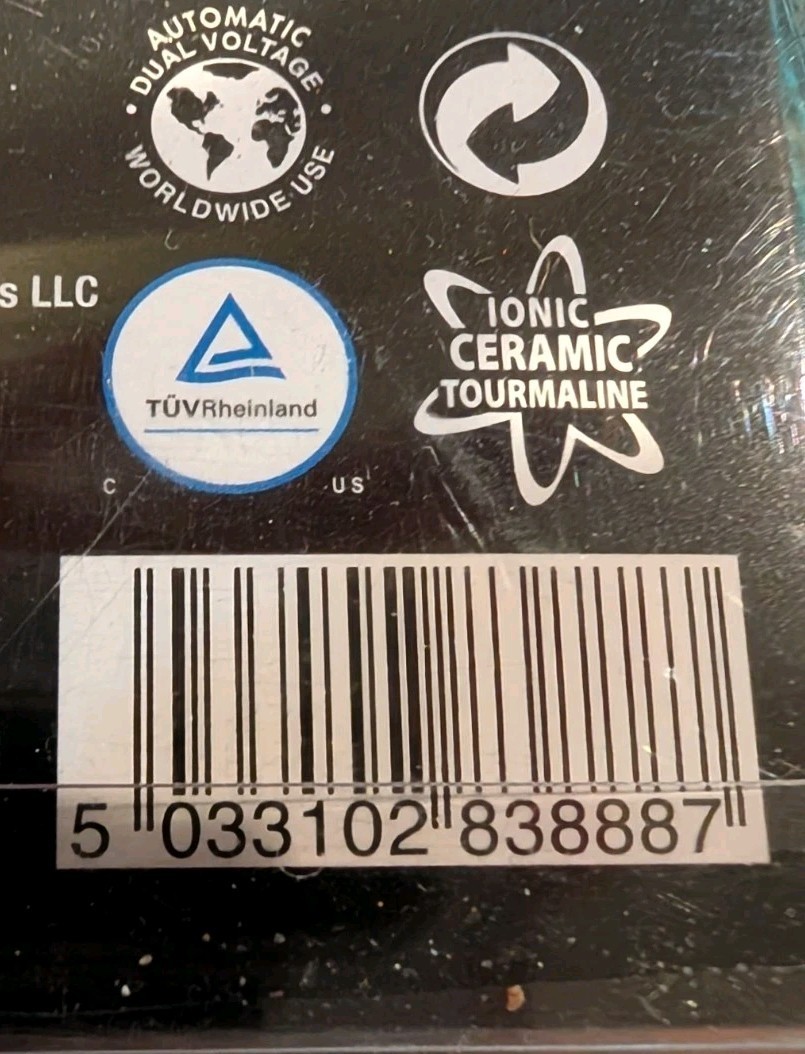 AUTOMATIC
DUAL VOLTAGE
WORLDWIDE USE
s LLC
TÜVRheinland
C US
IONIC
CERAMIC
TOURMALINE
5 033102 838887